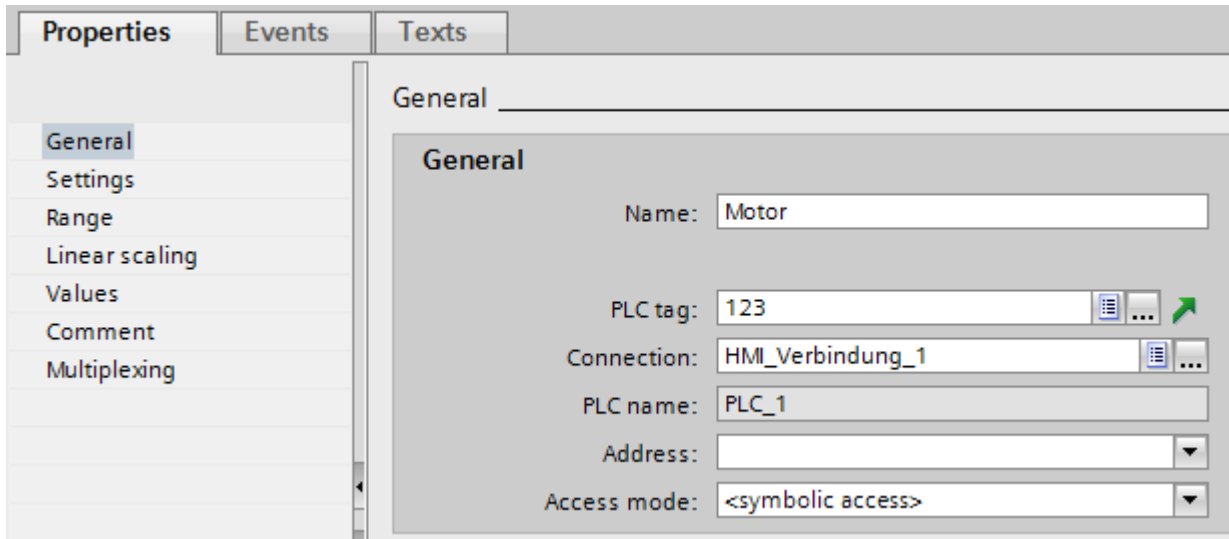 Properties Events Texts
General
General
Settings
Range
Linear scaling
Values
Comment
Multiplexing
General
Name: Motor
PLC tag: 123 ...
Connection: HMI_Verbindung_1 ...
PLC name: PLC_1
Address:
Access mode: <symbolic access>